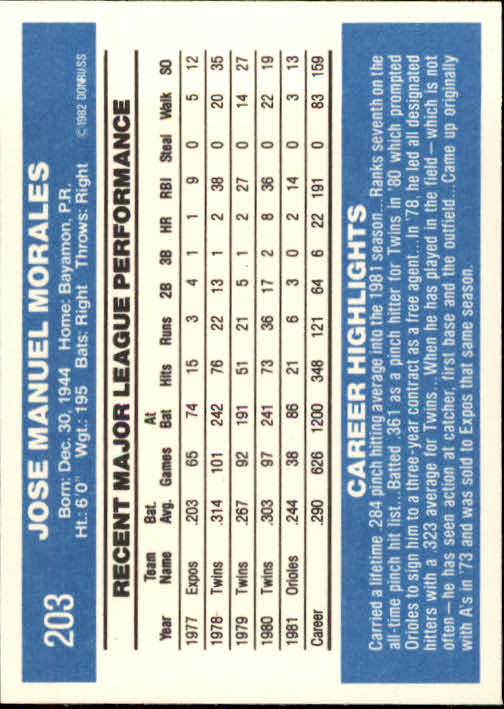 203
JOSE MANUEL MORALES
Born: Dec. 30, 1944 Home: Bayamon, P.R.
Ht.: 6'0" Wgt.: 195 Bats: Right Throws: Right ©1982 DONRUSS
RECENT MAJOR LEAGUE PERFORMANCE
Team Bat. At
Year Name Avg. Games Bat Hits Runs 2B 3B HR RBI Steal Walk SO
1977 Expos .203 65 74 15 3 4 1 1 9 0 5 12
1978 Twins .314 101 242 76 22 13 1 2 38 0 20 35
1979 Twins .267 92 191 51 21 5 1 2 27 0 14 27
1980 Twins .303 97 241 73 36 17 2 8 36 0 22 19
1981 Orioles .244 38 86 21 6 3 0 2 14 0 3 13
Career .290 626 1200 348 121 64 6 22 191 0 83 159
CAREER HIGHLIGHTS
Carried a lifetime .284 pinch hitting average into the 1981 season...Ranks seventh on the
all-time pinch hit list...Batted .361 as a pinch hitter for Twins in '80 which prompted
Orioles to sign him to a three-year contract as a free agent...In '78, he led all designated
hitters with a .323 average for Twins...When he has played in the field—which is not
often—he has seen action at catcher, first base and the outfield...Came up originally
with A's in '73 and was sold to Expos that same season.